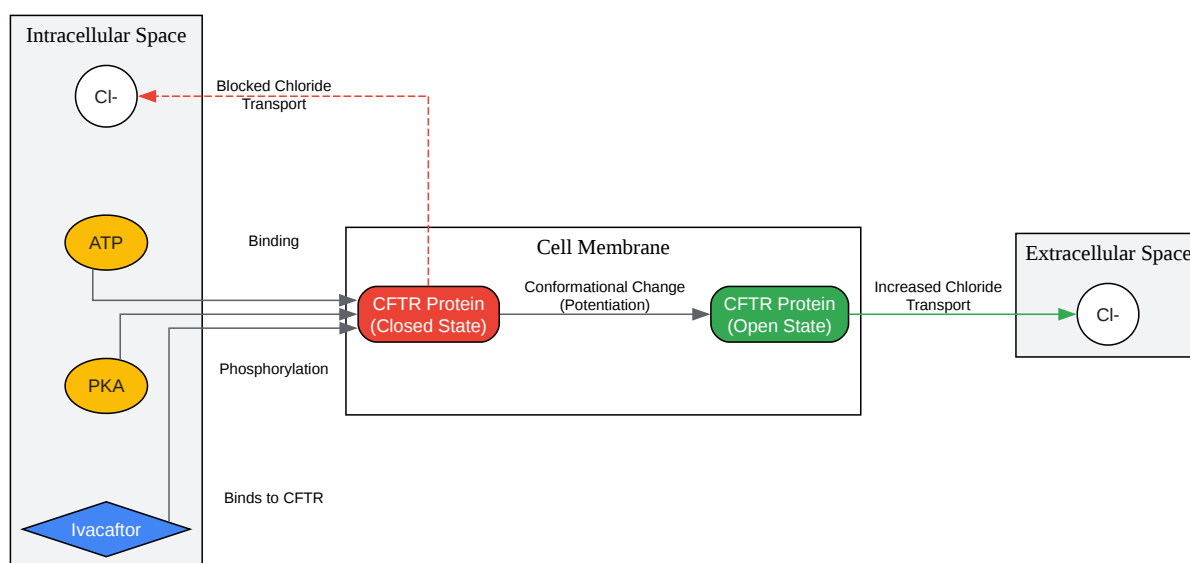 Intracellular Space
Cl-
Blocked Chloride
Transport
ATP
Binding
Cell Membrane
CFTR Protein
(Closed State)
Conformational Change
(Potentiation)
CFTR Protein
(Open State)
Increased Chloride
Transport
Extracellular Space
Cl-
PKA
Phosphorylation
Ivacaftor
Binds to CFTR